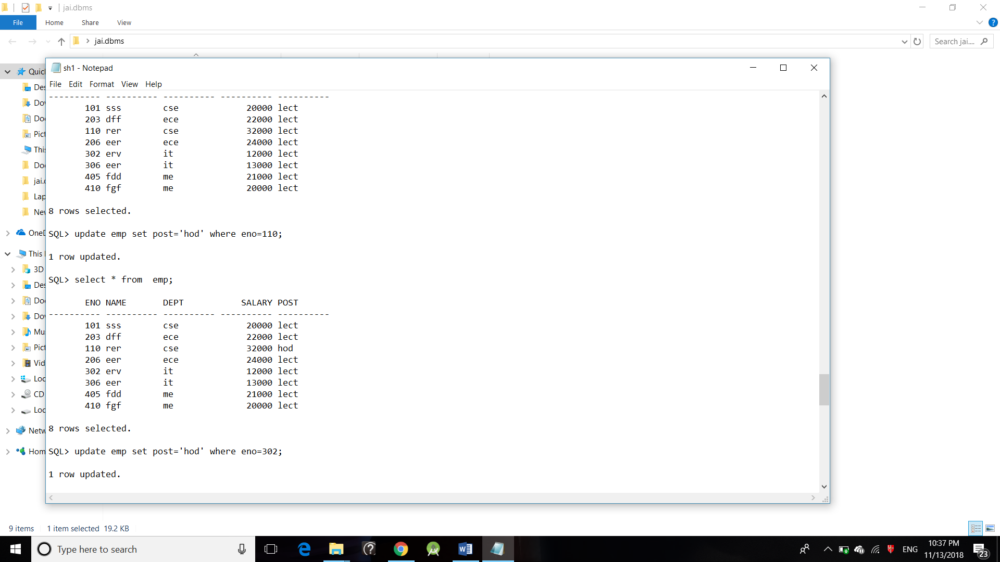 jai.dbms
File Home Share View
jai.dbms
Search jai....
sh1 - Notepad
File Edit Format View Help
---------- ---------- ---------- ---------- ----------
101 sss cse 20000 lect
203 dff ece 22000 lect
110 rer cse 32000 lect
206 eer ece 24000 lect
302 erv it 12000 lect
306 eer it 13000 lect
405 fdd me 21000 lect
410 fgf me 20000 lect
8 rows selected.
SQL> update emp set post='hod' where eno=110;
1 row updated.
SQL> select * from  emp;
ENO NAME DEPT SALARY POST
---------- ---------- ---------- ---------- ----------
101 sss cse 20000 lect
203 dff ece 22000 lect
110 rer cse 32000 hod
206 eer ece 24000 lect
302 erv it 12000 lect
306 eer it 13000 lect
405 fdd me 21000 lect
410 fgf me 20000 lect
8 rows selected.
SQL> update emp set post='hod' where eno=302;
1 row updated.
Quic
Des
Dov
Doc
Pict
This
Doc
jai.c
Lap
Nev
OneD
This
3D
Des
Doc
Dov
Mus
Pict
Vid
Loc
CD
Loc
Netw
Hom
9 items 1 item selected 19.2 KB
Type here to search
ENG
10:37 PM
11/13/2018
23